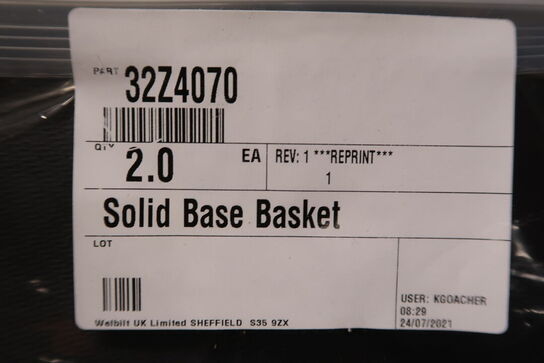 PART 32Z4070
QTY 2.0 EA REV: 1 ***REPRINT***
1
Solid Base Basket
LOT
USER: KGOACHER
08:29
24/07/2021
Welbilt UK Limited SHEFFIELD S35 9ZX